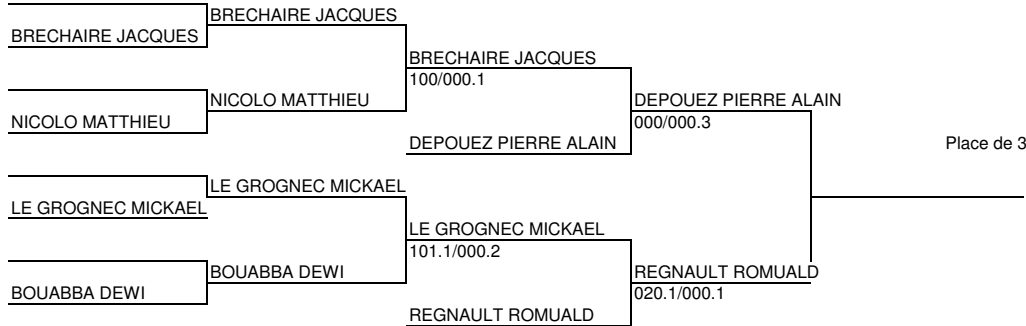 BRECHAIRE JACQUES
BRECHAIRE JACQUES
BRECHAIRE JACQUES
100/000.1
NICOLO MATTHIEU
DEPOUEZ PIERRE ALAIN
NICOLO MATTHIEU
000/000.3
DEPOUEZ PIERRE ALAIN
Place de 3
LE GROGNEC MICKAEL
LE GROGNEC MICKAEL
LE GROGNEC MICKAEL
101.1/000.2
BOUABBA DEWI
REGNAULT ROMUALD
BOUABBA DEWI
020.1/000.1
REGNAULT ROMUALD